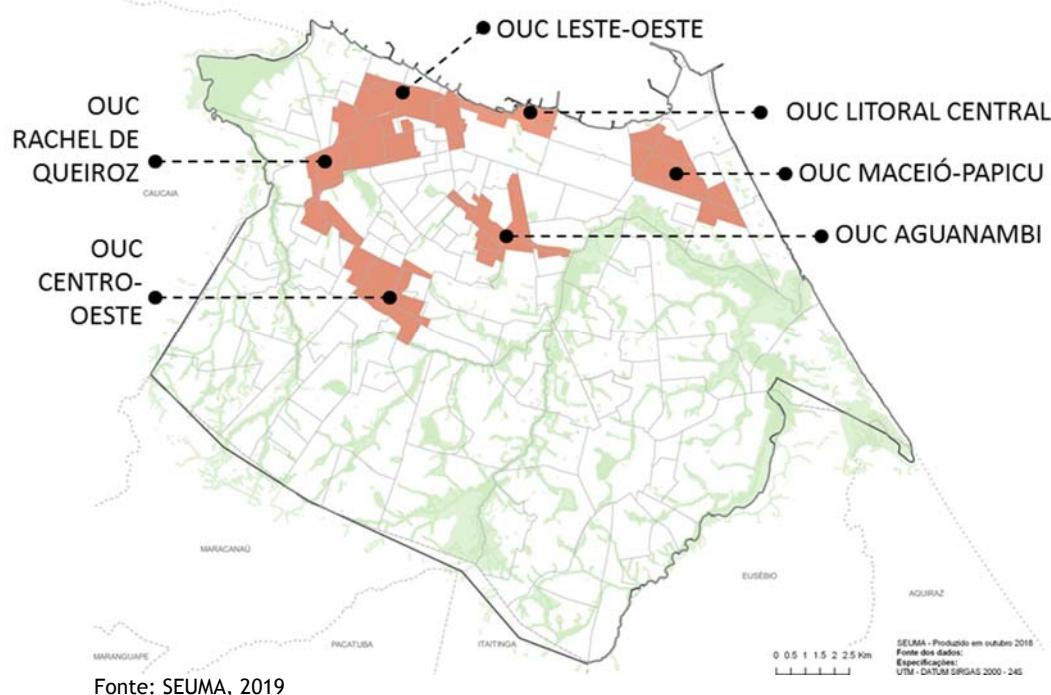 OUC LESTE-OESTE
OUC
RACHEL DE
QUEIROZ
OUC LITORAL CENTRAL
OUC MACEIÓ-PAPICU
CAUCAIA
OUC AGUANAMBI
OUC
CENTRO-
OESTE
MARACANAÚ
EUSÉBIO
AQUIRAZ
MARANGUAPE
PACATUBA
ITAITINGA
0 0.5 1 1.5 2 2.5 Km
SEUMA - Produzido em outubro 2018
Fonte dos dados:
Especificações:
UTM - DATUM SIRGAS 2000 - 24S
Fonte: SEUMA, 2019